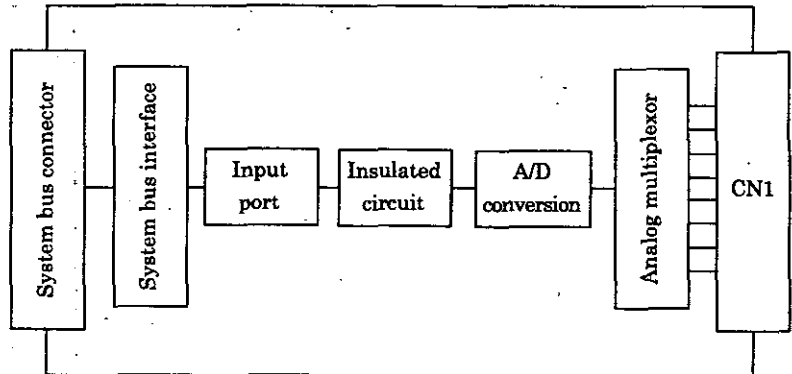 System bus connector
System bus interface
Input
port
Insulated
circuit
A/D
conversion
Analog multiplexor
CN1